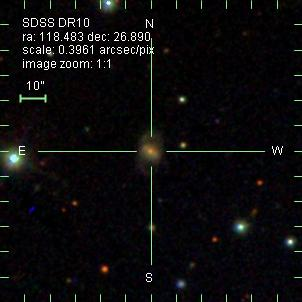 SDSS DR10
ra: 118.483 dec: 26.890
scale: 0.3961 arcsec/pix
image zoom: 1:1
10"
N
E
W
S